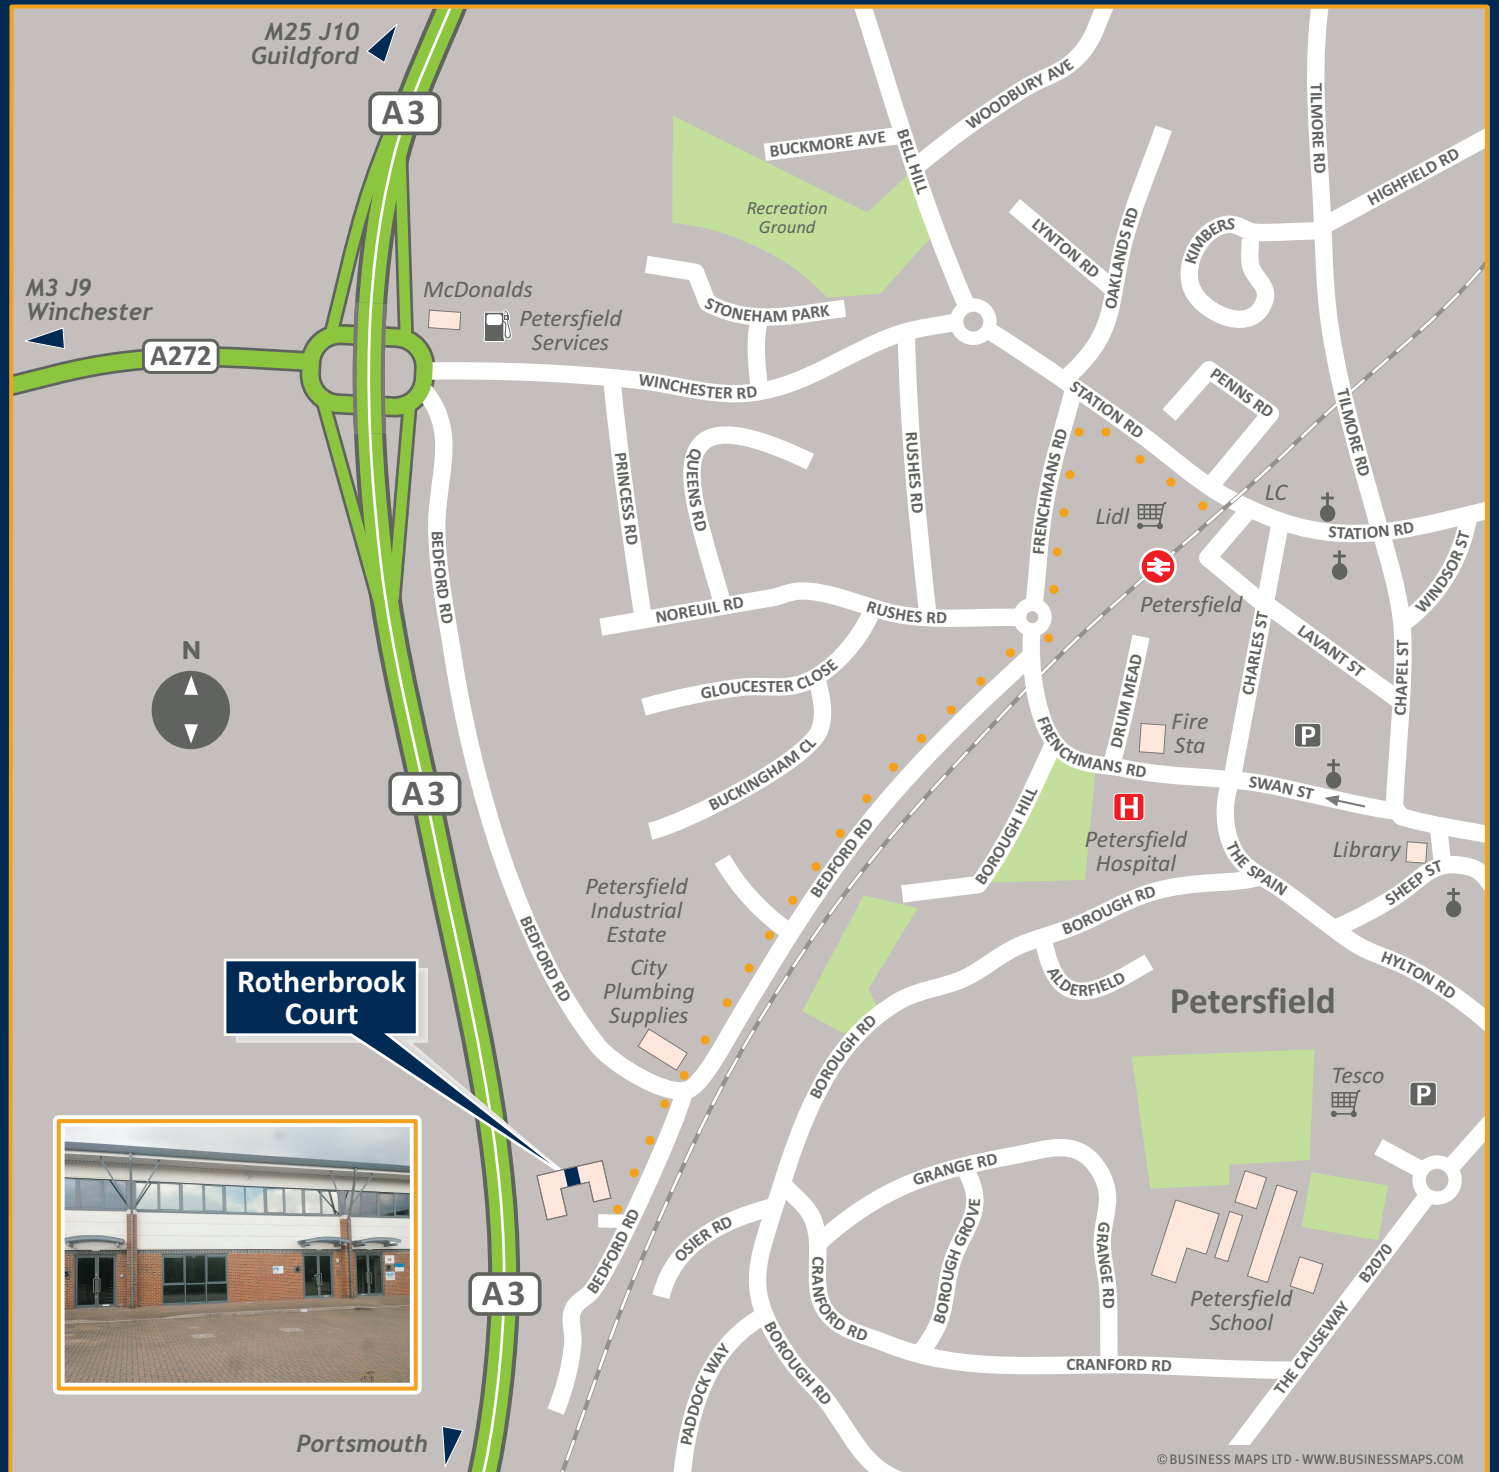 M25 J10
Guildford
A3
M3 J9
Winchester
A272
McDonalds
Petersfield
Services
BUCKMORE AVE
BELL HILL
WOODBURY AVE
Recreation
Ground
STONEHAM PARK
WINCHESTER RD
LYNTON RD
OAKLANDS RD
KIMBERS
TILMORE RD
HIGHFIELD RD
PENNS RD
STATION RD
TILMORE RD
PRINCESS RD
QUEENS RD
RUSHES RD
FRENCHMANS RD
Lidl
LC
STATION RD
WINDSOR ST
Petersfield
BEDFORD RD
NOREUIL RD
RUSHES RD
GLOUCESTER CLOSE
BUCKINGHAM CL
CHARLES ST
LAVANT ST
CHAPEL ST
DRUM MEAD
Fire
Sta
P
FRENCHMANS RD
SWAN ST
N
A3
BOROUGH HILL
H
Petersfield
Hospital
Library
SHEEP ST
THE SPAIN
BEDFORD RD
BOROUGH RD
HYLTON RD
ALDERFIELD
Petersfield
Petersfield
Industrial
Estate
City
Plumbing
Supplies
BEDFORD RD
Rotherbrook
Court
BOROUGH RD
Tesco
P
GRANGE RD
BOROUGH GROVE
GRANGE RD
OSIER RD
CRANFORD RD
BEDFORD RD
A3
Petersfield
School
B2070
THE CAUSEWAY
CRANFORD RD
PADDOCK WAY
BOROUGH RD
Portsmouth
© BUSINESS MAPS LTD - WWW.BUSINESSMAPS.COM